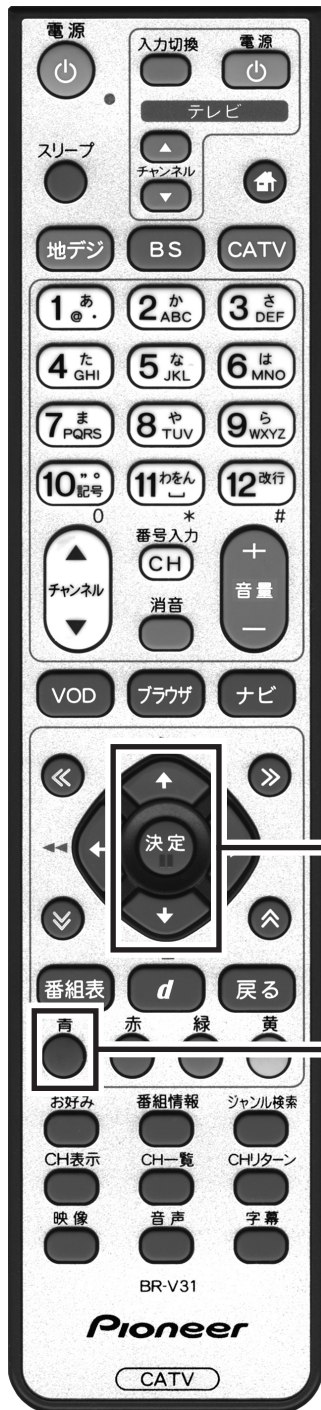 電源
入力切換 電源
テレビ
スリープ
チャンネル
地デジ BS CATV
1 あ @. 2 か ABC 3 さ DEF
4 た GHI 5 な JKL 6 は MNO
7 ま PQRS 8 や TUV 9 ら WXYZ
10 ゛゜ 記号 11 わをん 12 改行
0 * #
番号入力
CH
チャンネル
消音
+
音量
−
VOD ブラウザ ナビ
決定
番組表 d 戻る
青 赤 緑 黄
お好み 番組情報 ジャンル検索
CH表示 CH一覧 CHリターン
映像 音声 字幕
BR-V31
Pioneer
CATV